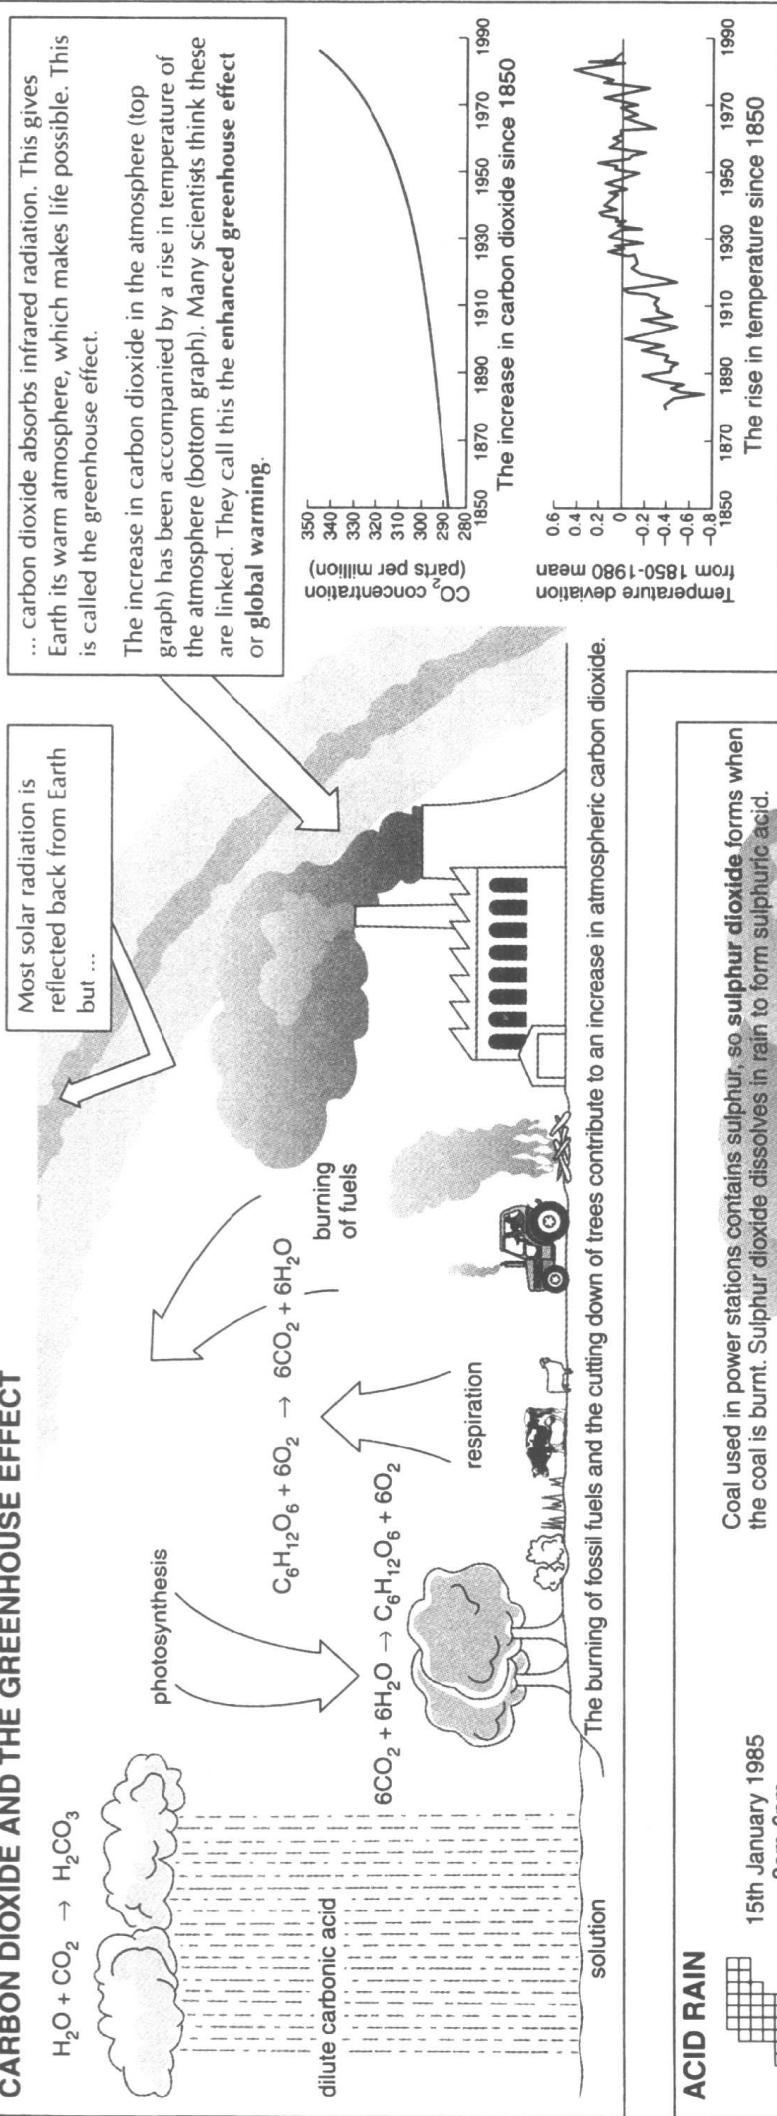 CARBON DIOXIDE AND THE GREENHOUSE EFFECT
H₂O + CO₂ → H₂CO₃
dilute carbonic acid
solution
photosynthesis
6CO₂ + 6H₂O → C₆H₁₂O₆ + 6O₂
C₆H₁₂O₆ + 6O₂ → 6CO₂ + 6H₂O
respiration
burning
of fuels
Most solar radiation is
reflected back from Earth
but ...
... carbon dioxide absorbs infrared radiation. This gives
Earth its warm atmosphere, which makes life possible. This
is called the greenhouse effect.
The increase in carbon dioxide in the atmosphere (top
graph) has been accompanied by a rise in temperature of
the atmosphere (bottom graph). Many scientists think these
are linked. They call this the enhanced greenhouse effect
or global warming.
CO₂ concentration
(parts per million)
350
340
330
320
310
300
290
280
1850 1870 1890 1910 1930 1950 1970 1990
The increase in carbon dioxide since 1850
Temperature deviation
from 1850-1980 mean
0.6
0.4
0.2
0
-0.2
-0.4
-0.6
-0.8
1850 1870 1890 1910 1930 1950 1970 1990
The rise in temperature since 1850
The burning of fossil fuels and the cutting down of trees contribute to an increase in atmospheric carbon dioxide.
ACID RAIN
15th January 1985
Coal used in power stations contains sulphur, so sulphur dioxide forms when
the coal is burnt. Sulphur dioxide dissolves in rain to form sulphuric acid.